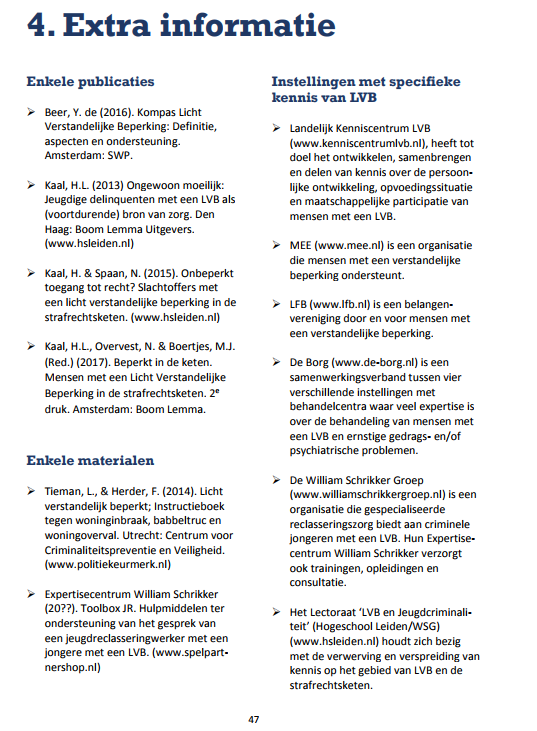 4. Extra informatie
Enkele publicaties
➢ Beer, Y. de (2016). Kompas Licht
Verstandelijke Beperking: Definitie,
aspecten en ondersteuning.
Amsterdam: SWP.
➢ Kaal, H.L. (2013) Ongewoon moeilijk:
Jeugdige delinquenten met een LVB als
(voortdurende) bron van zorg. Den
Haag: Boom Lemma Uitgevers.
(www.hsleiden.nl)
➢ Kaal, H. & Spaan, N. (2015). Onbeperkt
toegang tot recht? Slachtoffers met
een licht verstandelijke beperking in de
strafrechtsketen. (www.hsleiden.nl)
➢ Kaal, H.L., Overvest, N. & Boertjes, M.J.
(Red.) (2017). Beperkt in de keten.
Mensen met een Licht Verstandelijke
Beperking in de strafrechtsketen. 2e
druk. Amsterdam: Boom Lemma.
Enkele materialen
➢ Tieman, L., & Herder, F. (2014). Licht
verstandelijk beperkt; Instructieboek
tegen woninginbraak, babbeltruc en
woningoverval. Utrecht: Centrum voor
Criminaliteitspreventie en Veiligheid.
(www.politiekeurmerk.nl)
➢ Expertisecentrum William Schrikker
(20??). Toolbox JR. Hulpmiddelen ter
ondersteuning van het gesprek van
een jeugdreclasseringwerker met een
jongere met een LVB. (www.spelpart-
nershop.nl)
Instellingen met specifieke
kennis van LVB
➢ Landelijk Kenniscentrum LVB
(www.kenniscentrumlvb.nl), heeft tot
doel het ontwikkelen, samenbrengen
en delen van kennis over de persoon-
lijke ontwikkeling, opvoedingssituatie
en maatschappelijke participatie van
mensen met een LVB.
➢ MEE (www.mee.nl) is een organisatie
die mensen met een verstandelijke
beperking ondersteunt.
➢ LFB (www.lfb.nl) is een belangen-
vereniging door en voor mensen met
een verstandelijke beperking.
➢ De Borg (www.de-borg.nl) is een
samenwerkingsverband tussen vier
verschillende instellingen met
behandelcentra waar veel expertise is
over de behandeling van mensen met
een LVB en ernstige gedrags- en/of
psychiatrische problemen.
➢ De William Schrikker Groep
(www.williamschrikkergroep.nl) is een
organisatie die gespecialiseerde
reclasseringszorg biedt aan criminele
jongeren met een LVB. Hun Expertise-
centrum William Schrikker verzorgt
ook trainingen, opleidingen en
consultatie.
➢ Het Lectoraat ‘LVB en Jeugdcriminali-
teit’ (Hogeschool Leiden/WSG)
(www.hsleiden.nl) houdt zich bezig
met de verwerving en verspreiding van
kennis op het gebied van LVB en de
strafrechtsketen.
47